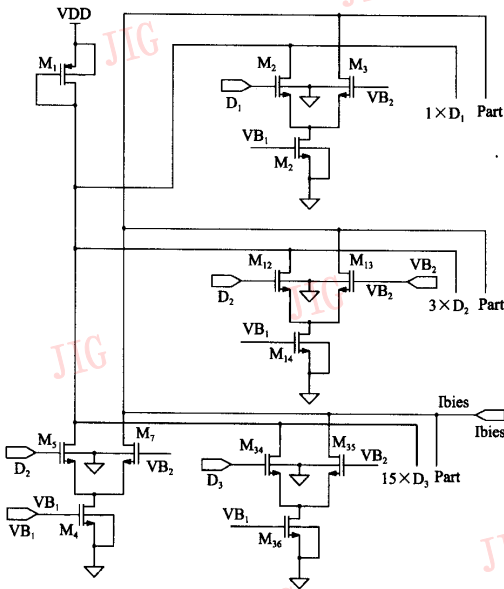 VDD
JIG
M1
M2
M3
D1
VB2
1×D1
Part
VB1
M2
M12
M13
VB2
D2
VB2
3×D2
Part
JIG
VB1
M14
JIG
Ibies
Ibies
M5
M7
M34
M35
D2
VB2
D3
VB2
15×D3
Part
VB1
VB1
M4
VB1
M36
JIG
JIG